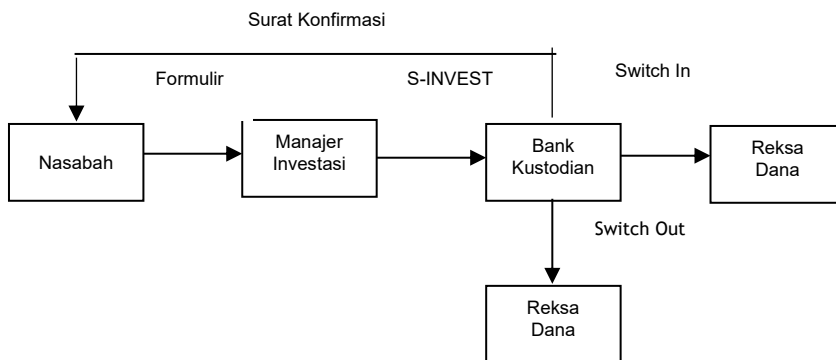 Surat Konfirmasi
Formulir
S-INVEST
Switch In
Nasabah
Manajer
Investasi
Bank
Kustodian
Reksa
Dana
Switch Out
Reksa
Dana